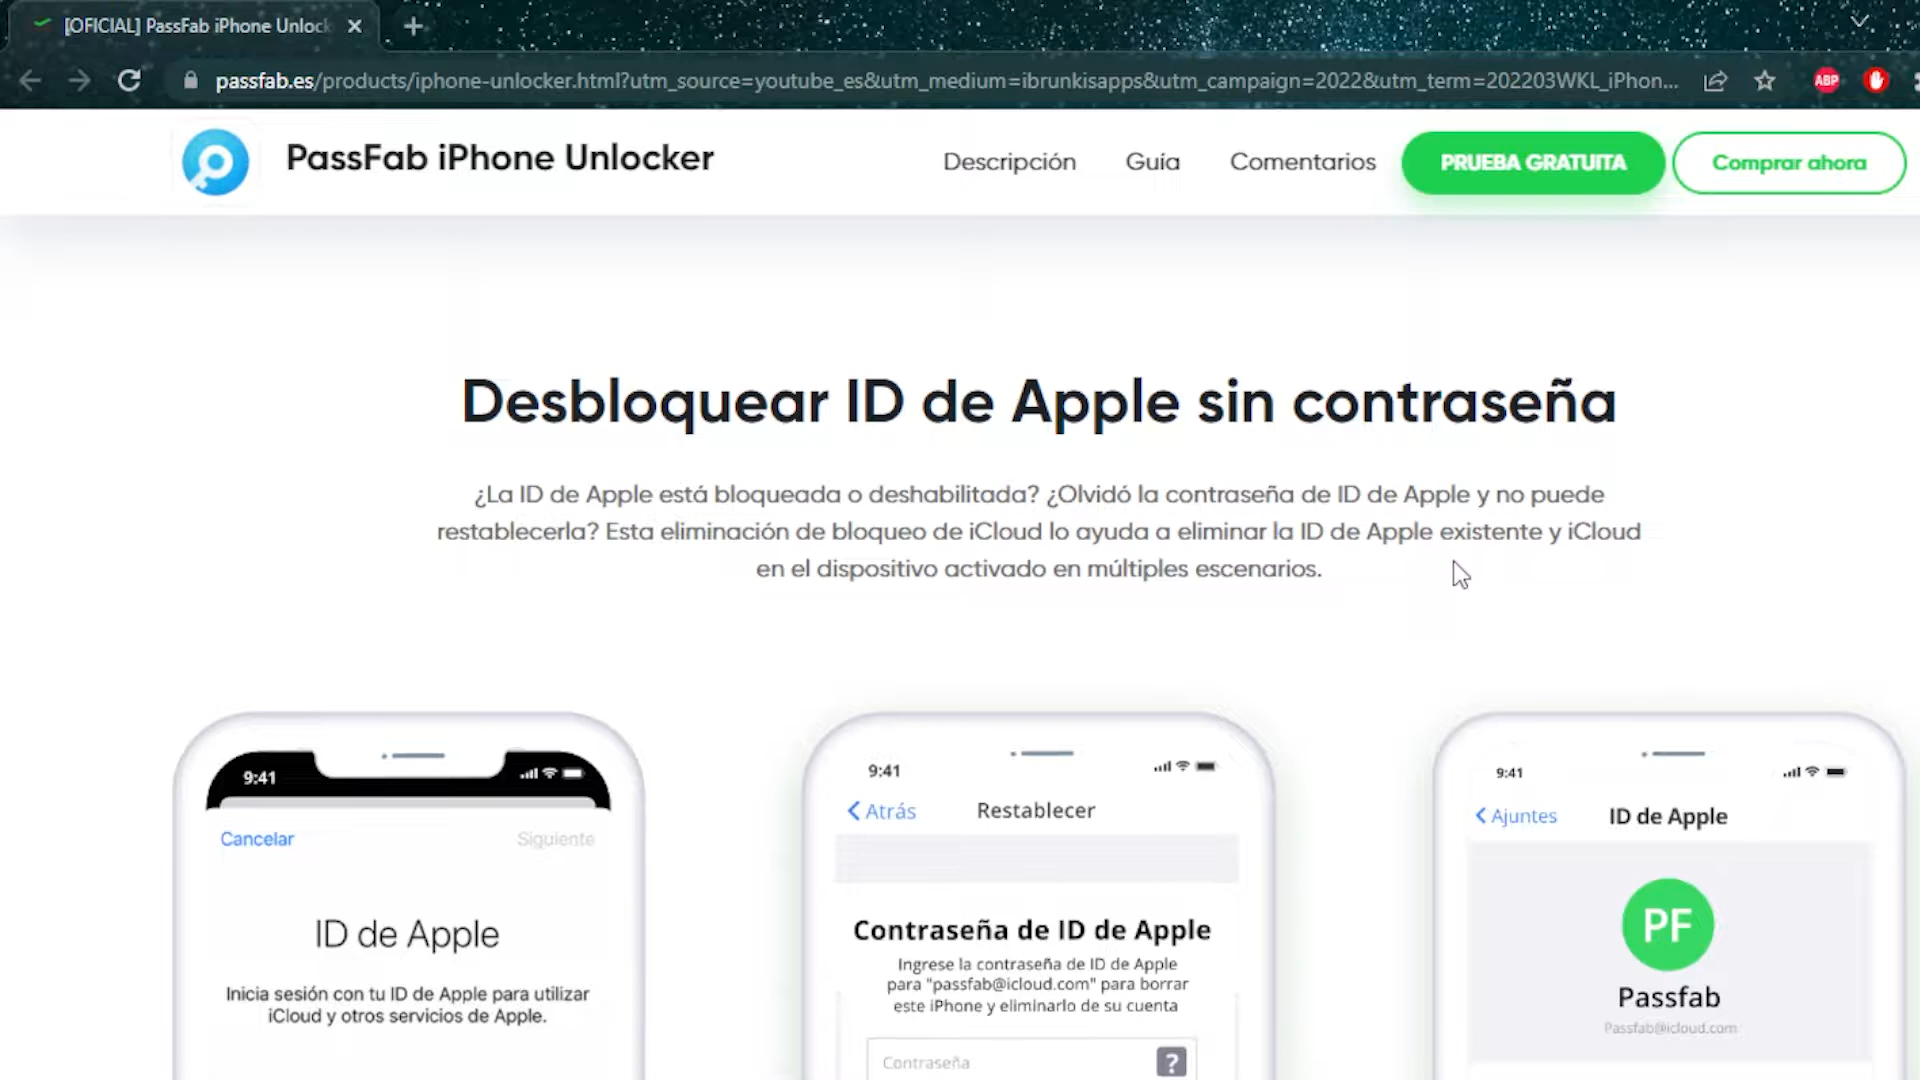 [OFICIAL] PassFab iPhone Unlock
passfab.es/products/iphone-unlocker.html?utm_source=youtube_es&utm_medium=ibrunkisapps&utm_campaign=2022&utm_term=202203WKL_iPhon...
ABP
PassFab iPhone Unlocker
Descripción
Guía
Comentarios
PRUEBA GRATUITA
Comprar ahora
Desbloquear ID de Apple sin contraseña
¿La ID de Apple está bloqueada o deshabilitada? ¿Olvidó la contraseña de ID de Apple y no puede
restablecerla? Esta eliminación de bloqueo de iCloud lo ayuda a eliminar la ID de Apple existente y iCloud
en el dispositivo activado en múltiples escenarios.
9:41
Cancelar
Siguiente
ID de Apple
Inicia sesión con tu ID de Apple para utilizar
iCloud y otros servicios de Apple.
9:41
Atrás
Restablecer
Contraseña de ID de Apple
Ingrese la contraseña de ID de Apple
para "passfab@icloud.com" para borrar
este iPhone y eliminarlo de su cuenta
Contraseña
?
9:41
Ajuntes
ID de Apple
PF
Passfab
Passfab@icloud.com